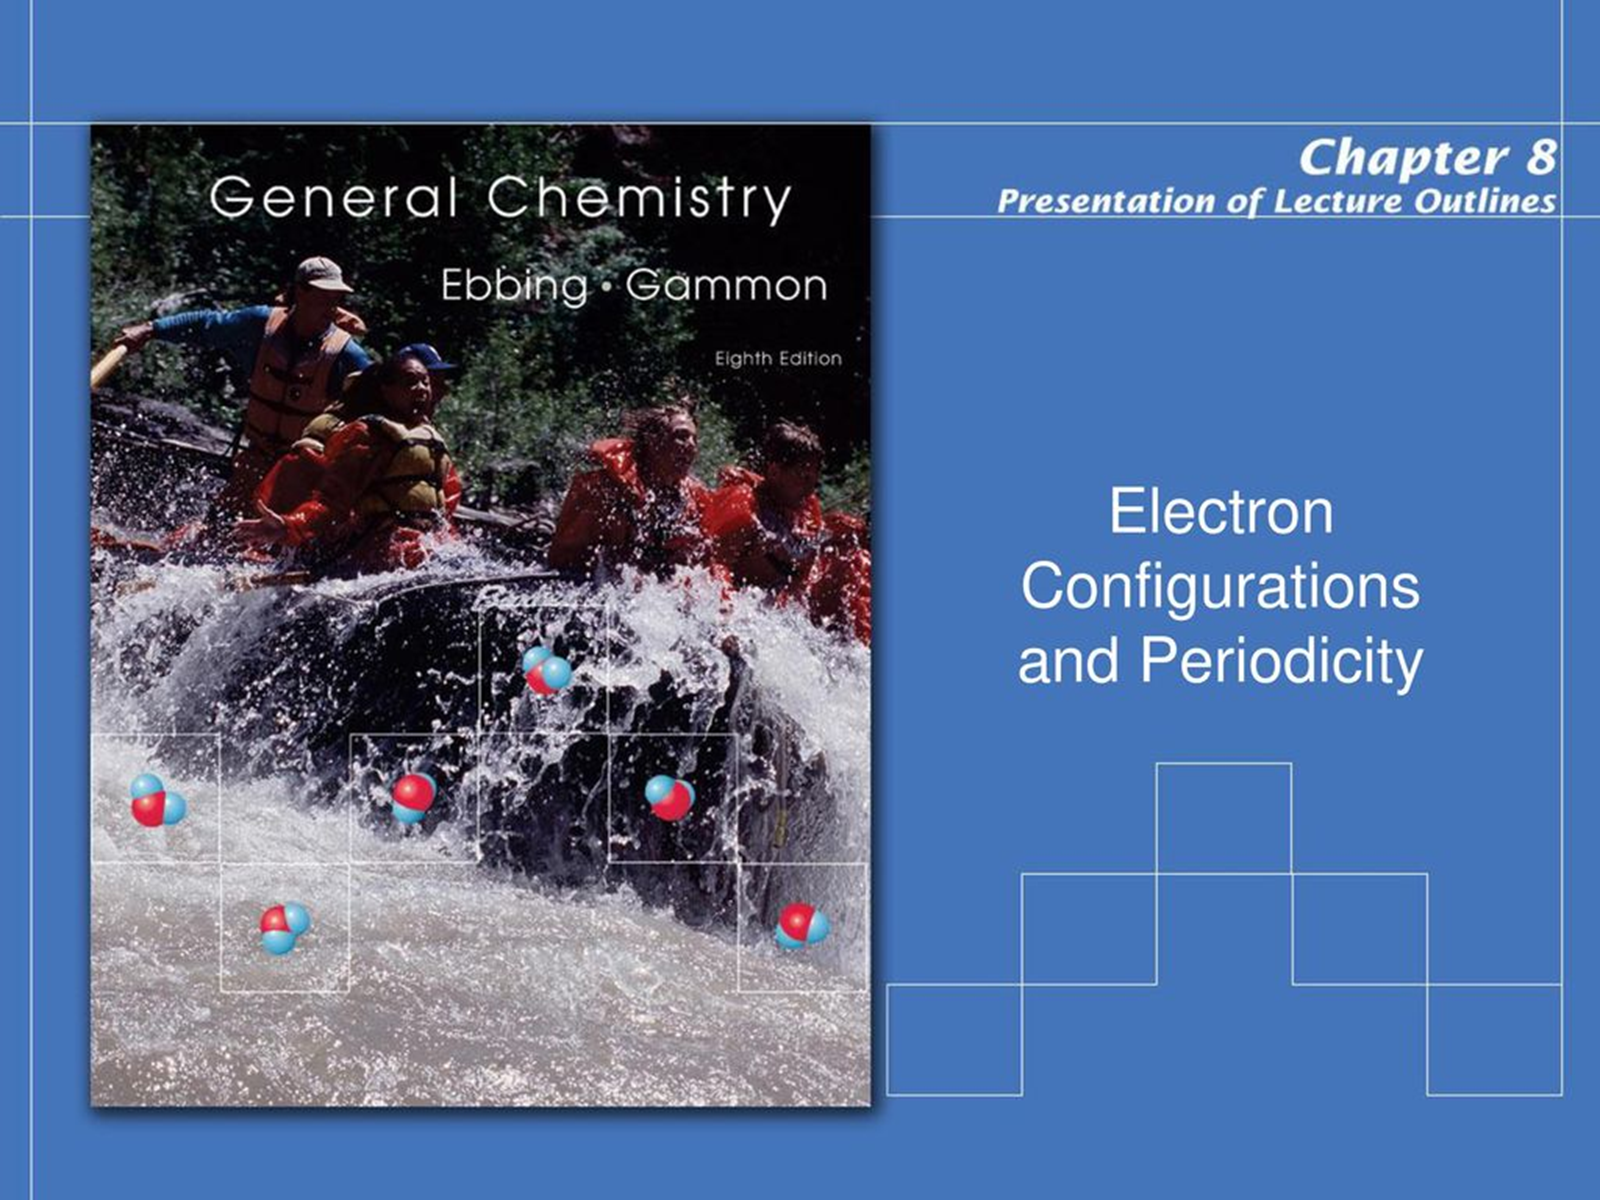 Chapter 8
Presentation of Lecture Outlines
General Chemistry
Ebbing • Gammon
Eighth Edition
Electron
Configurations
and Periodicity